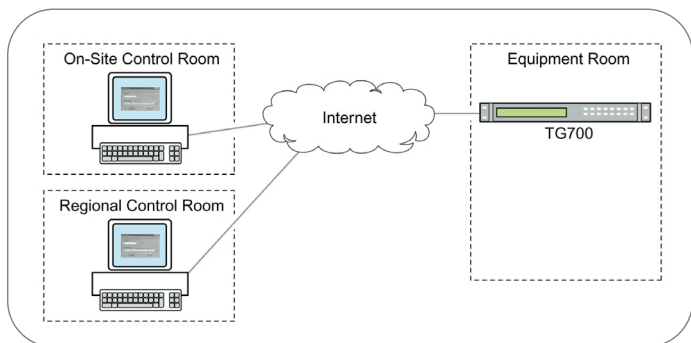 On-Site Control Room
Internet
Equipment Room
TG700
Regional Control Room